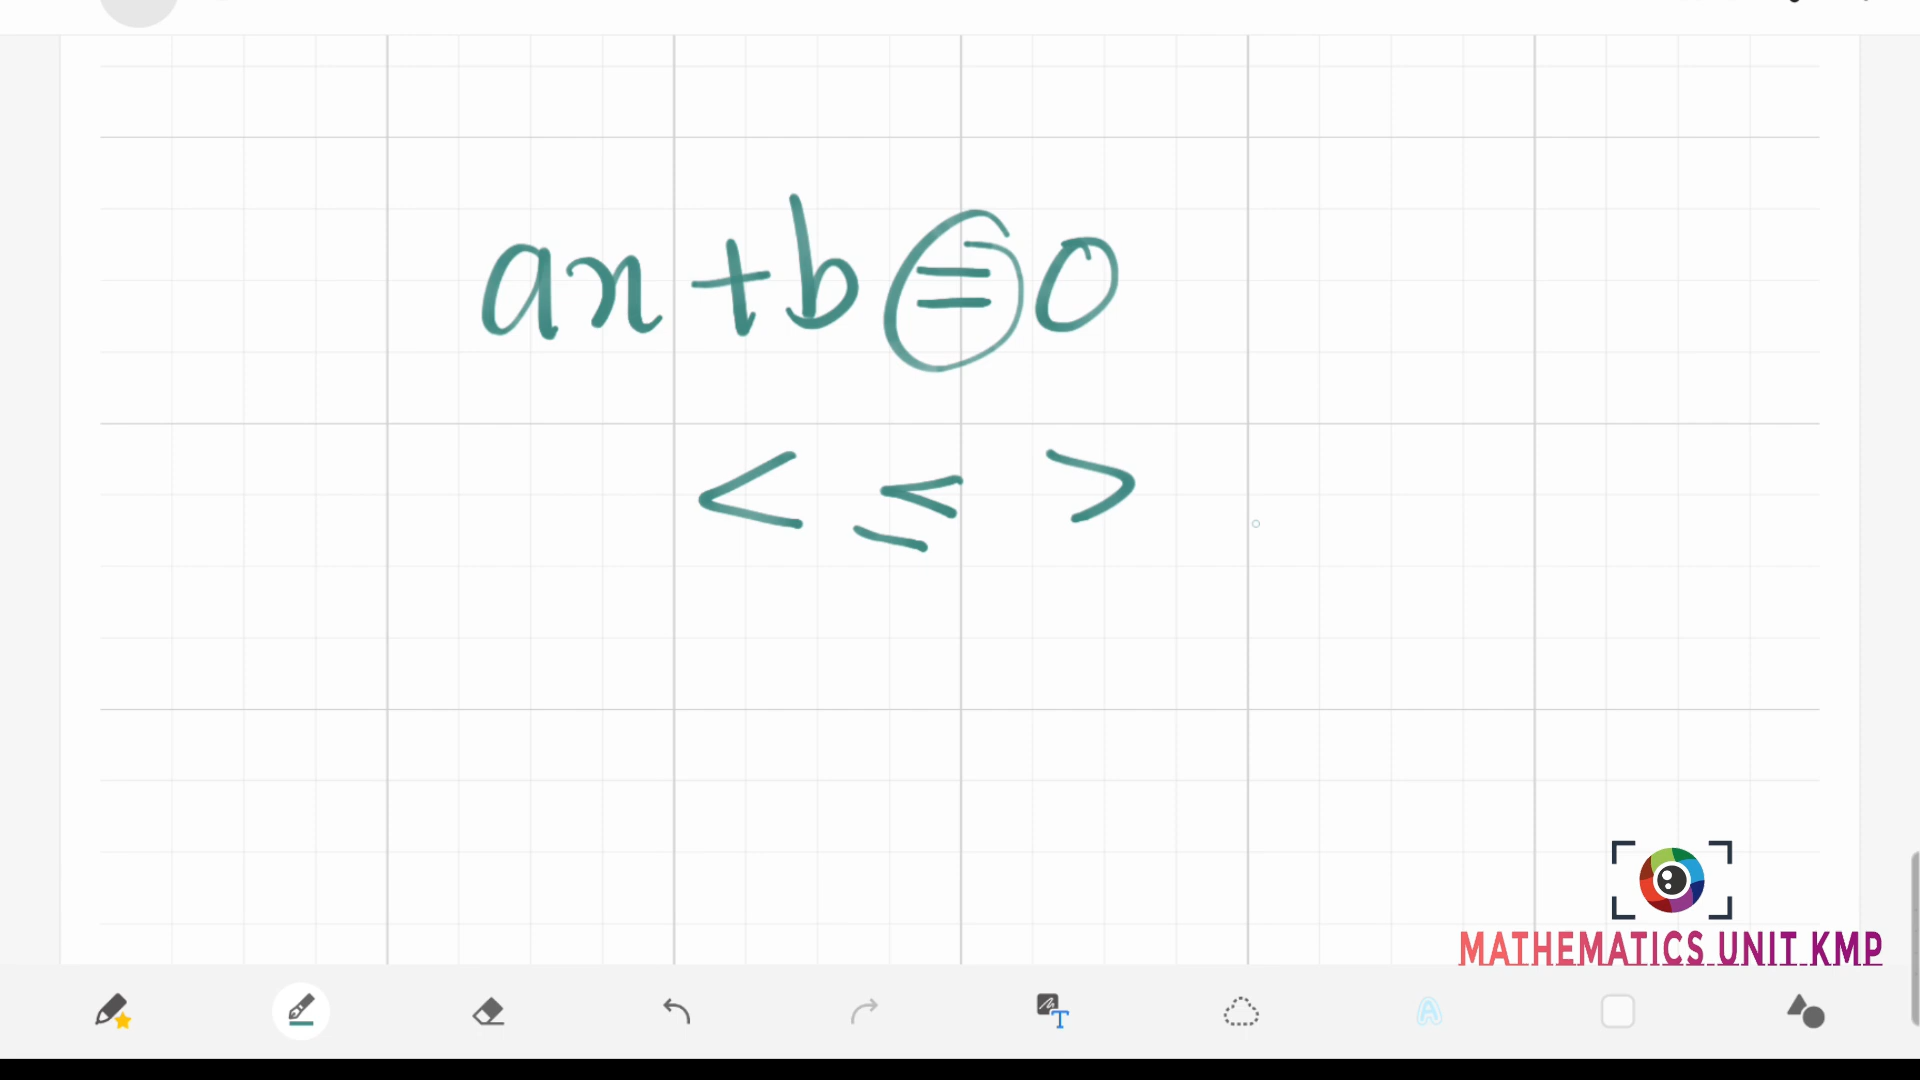 ax+b=0
< ≤ >
MATHEMATICS UNIT KMP